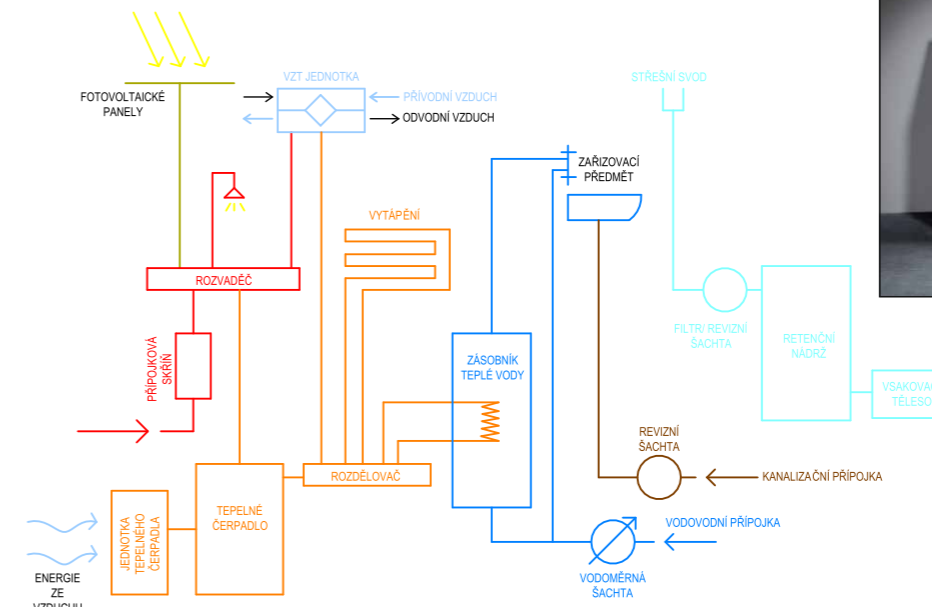 VZT JEDNOTKA
STŘEŠNÍ SVOD
FOTOVOLTAICKÉ
PANELY
PŘÍVODNÍ VZDUCH
ODVODNÍ VZDUCH
ZAŘIZOVACÍ
PŘEDMĚT
VYTÁPĚNÍ
ROZVADĚČ
PŘÍPOJKOVÁ
SKŘÍŇ
ZÁSOBNÍK
TEPLÉ VODY
FILTR/ REVIZNÍ
ŠACHTA
RETENČNÍ
NÁDRŽ
TĚLESO
REVIZNÍ
ŠACHTA
KANALIZAČNÍ PŘÍPOJKA
ROZDĚLOVAČ
TEPELNÉ
ČERPADLO
JEDNOTKA
TEPELNÉHO
ČERPADLA
VODOVODNÍ PŘÍPOJKA
VODOMĚRNÁ
ŠACHTA
ENERGIE
ZE
VZDUCHU